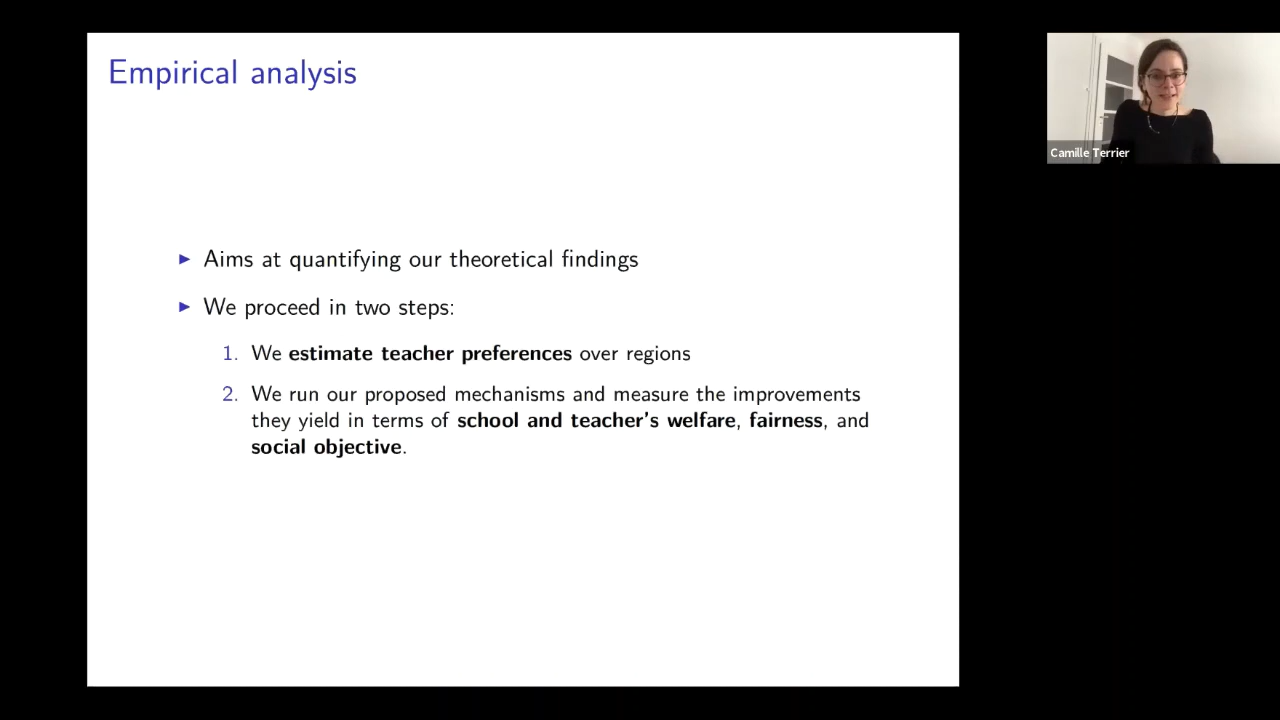 Empirical analysis
Aims at quantifying our theoretical findings
We proceed in two steps:
1. We estimate teacher preferences over regions
2. We run our proposed mechanisms and measure the improvements
they yield in terms of school and teacher's welfare, fairness, and
social objective.
Camille Terrier